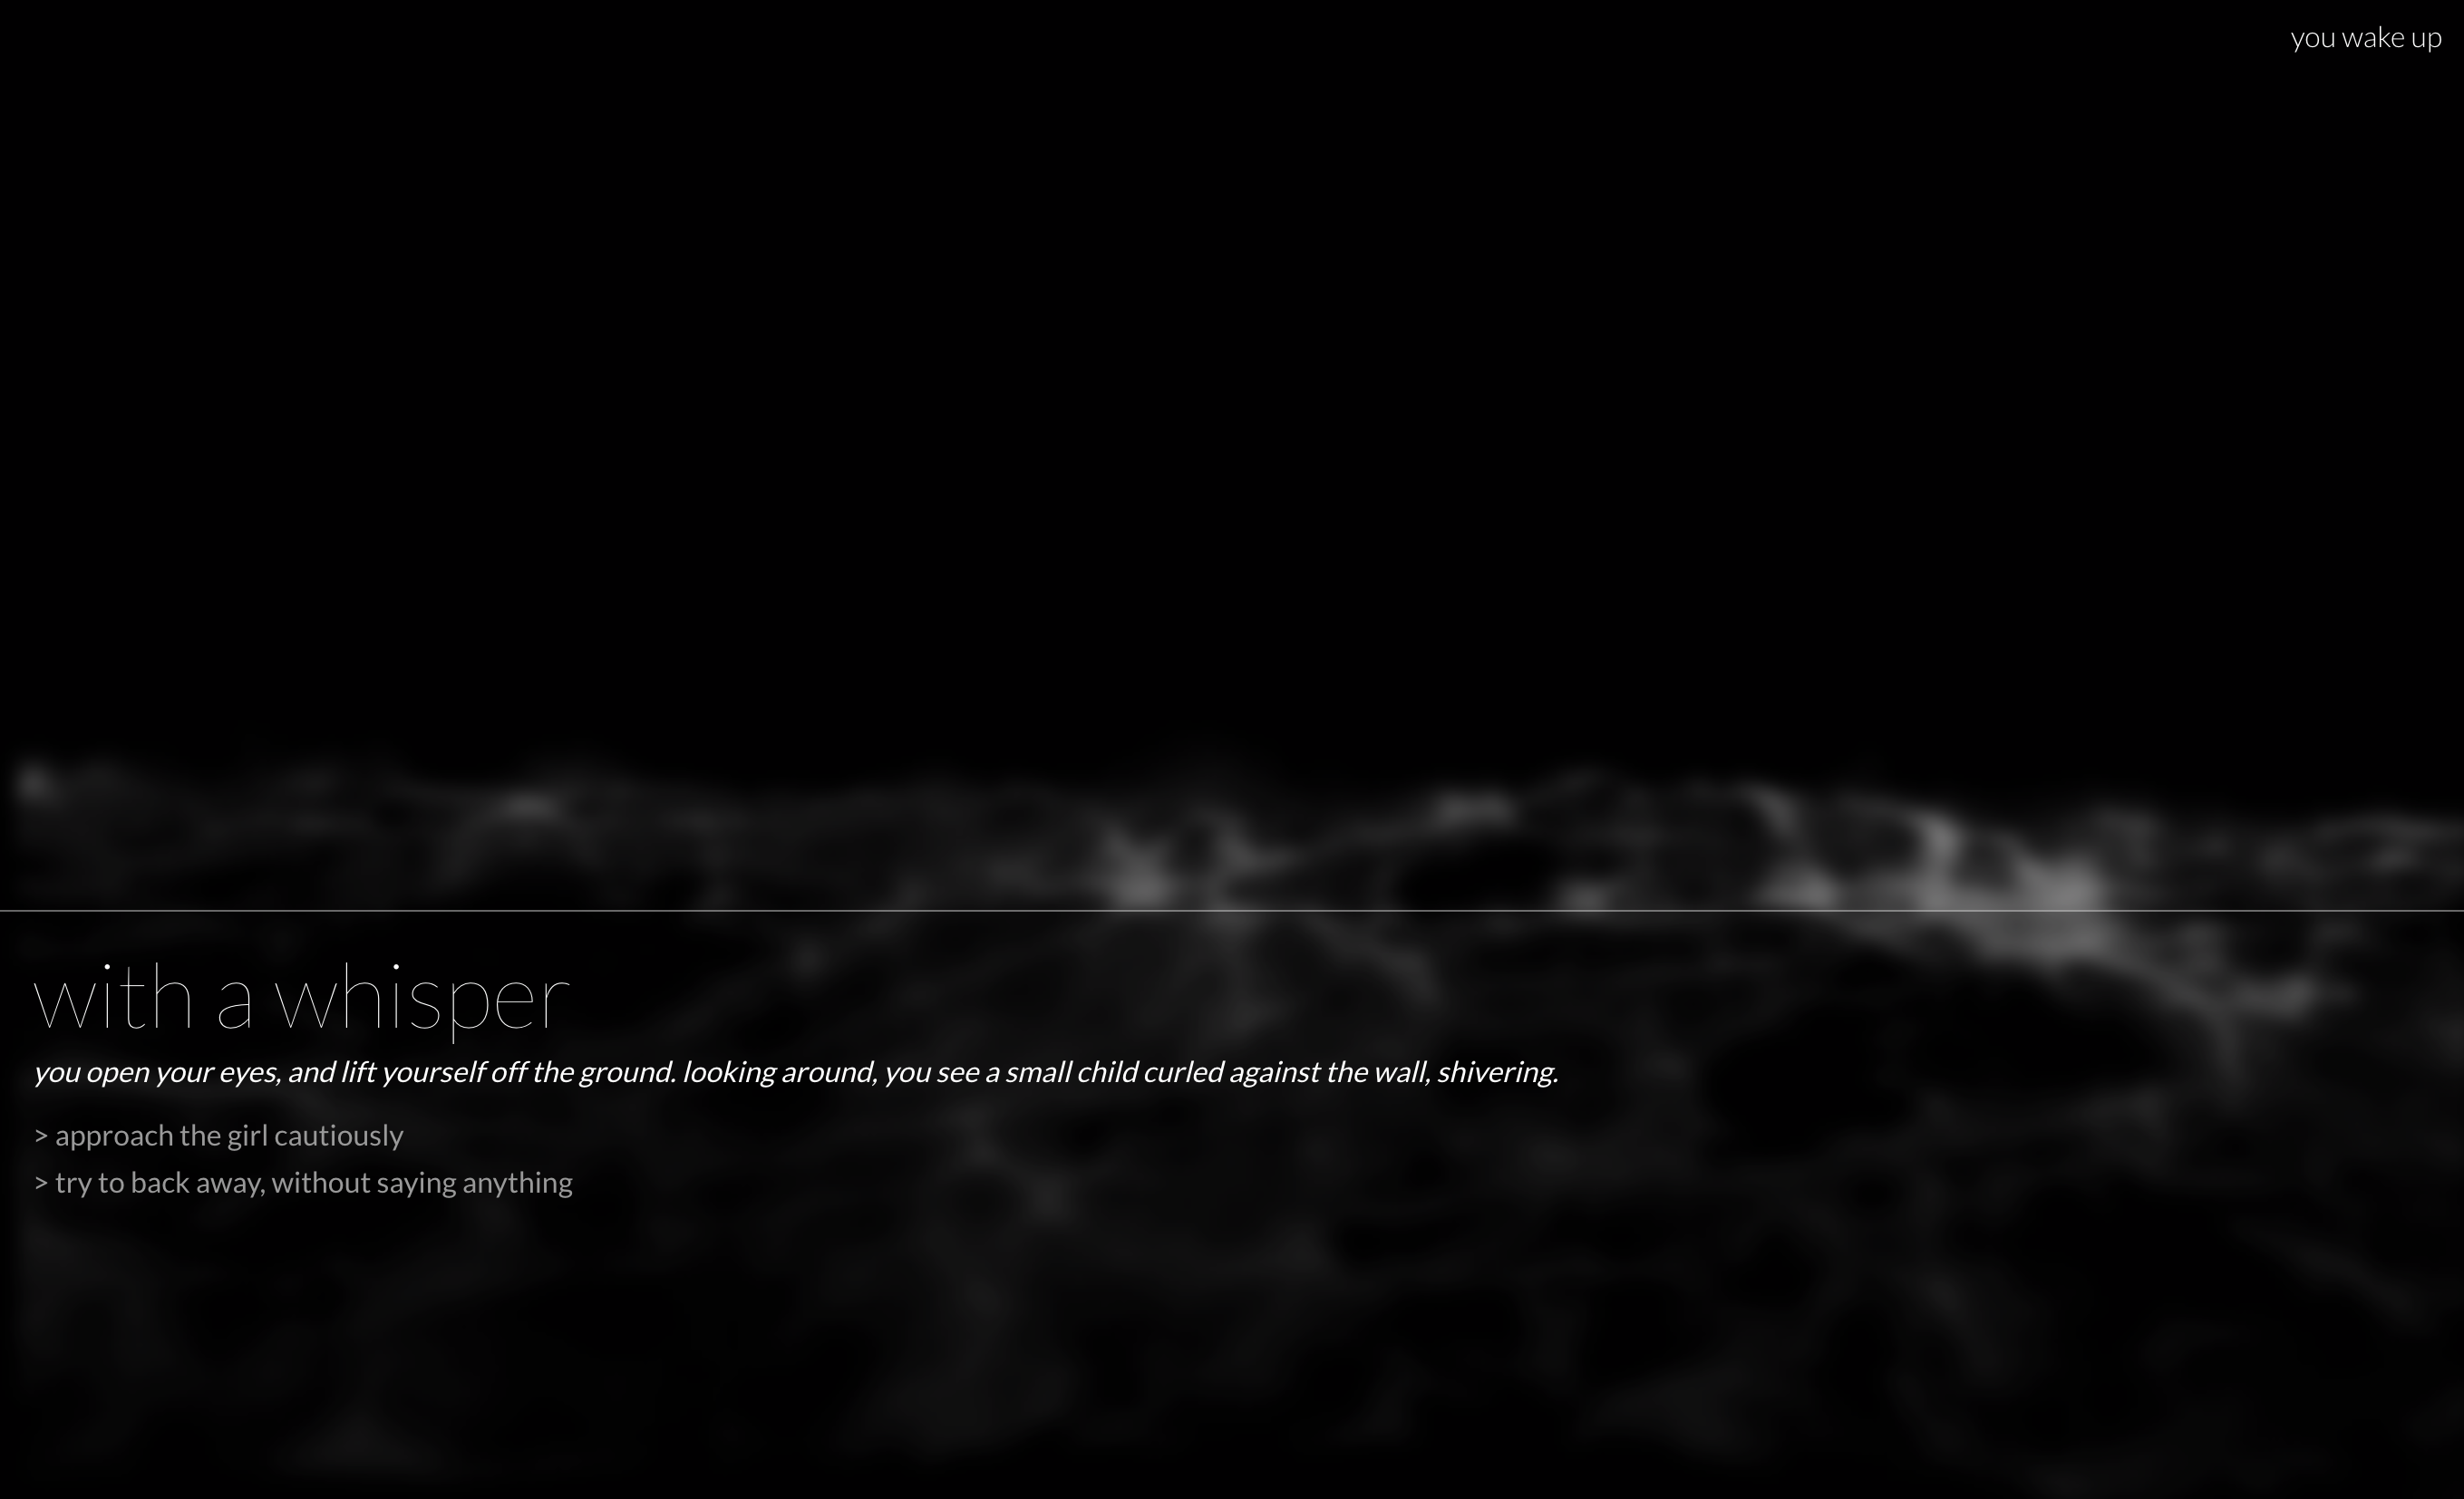 you wake up
with a whisper
you open your eyes, and lift yourself off the ground. looking around, you see a small child curled against the wall, shivering.
> approach the girl cautiously
> try to back away, without saying anything